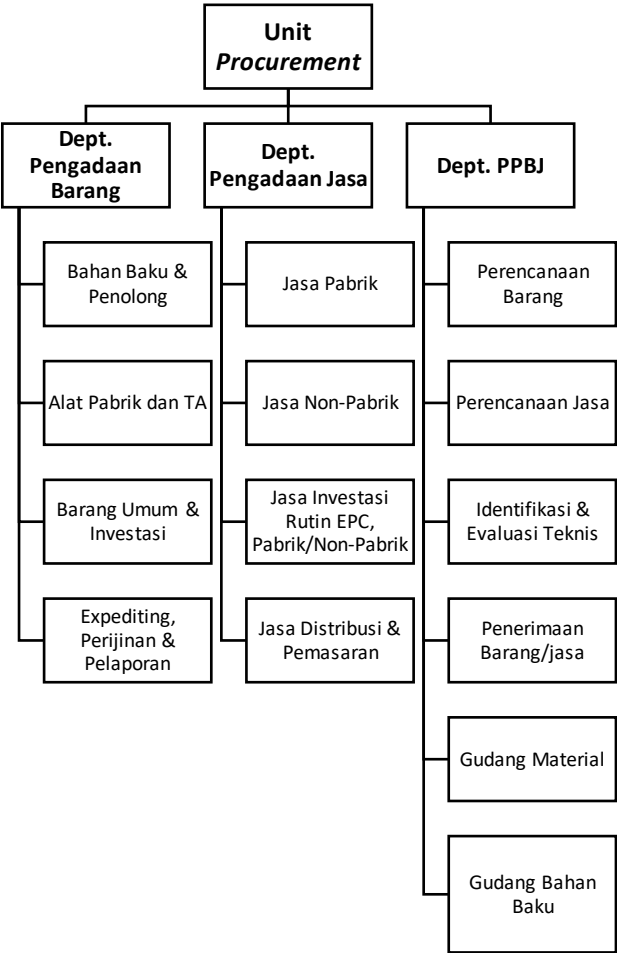 Unit
Procurement
Dept.
Pengadaan
Barang
Dept.
Pengadaan Jasa
Dept. PPBJ
Bahan Baku &
Penolong
Alat Pabrik dan TA
Barang Umum &
Investasi
Expediting,
Perijinan &
Pelaporan
Jasa Pabrik
Jasa Non-Pabrik
Jasa Investasi
Rutin EPC,
Pabrik/Non-Pabrik
Jasa Distribusi &
Pemasaran
Perencanaan
Barang
Perencanaan Jasa
Identifikasi &
Evaluasi Teknis
Penerimaan
Barang/jasa
Gudang Material
Gudang Bahan
Baku